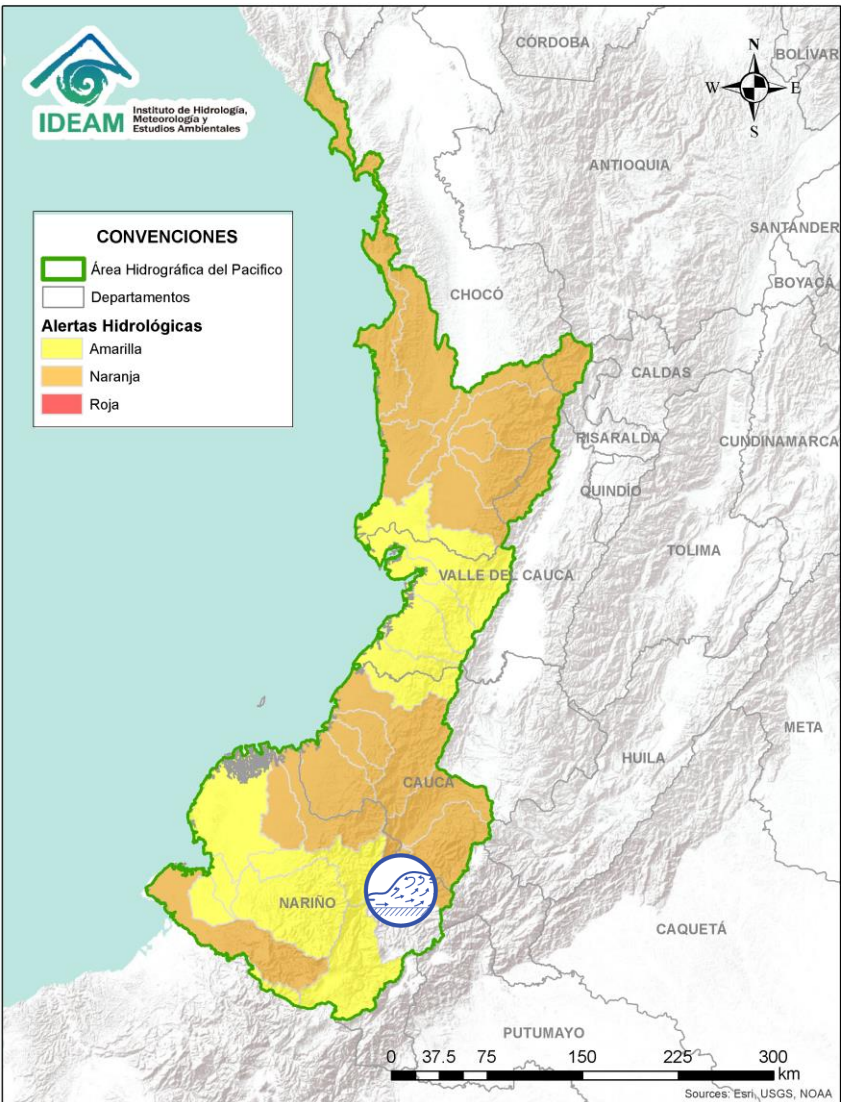 IDEAM
Instituto de Hidrología,
Meteorología y
Estudios Ambientales
N
W
E
S
CÓRDOBA
BOLIVAR
ANTIOQUIA
SANTANDER
BOYACÁ
CHOCÓ
CALDAS
RISARALDA
CUNDINAMARCA
QUINDÍO
TOLIMA
VALLE DEL CAUCA
META
HUILA
CAUCA
NARIÑO
CAQUETÁ
PUTUMAYO
CONVENCIONES
Área Hidrográfica del Pacifico
Departamentos
Alertas Hidrológicas
Amarilla
Naranja
Roja
0 37.5 75 150 225 300
km
Sources: Esri, USGS, NOAA